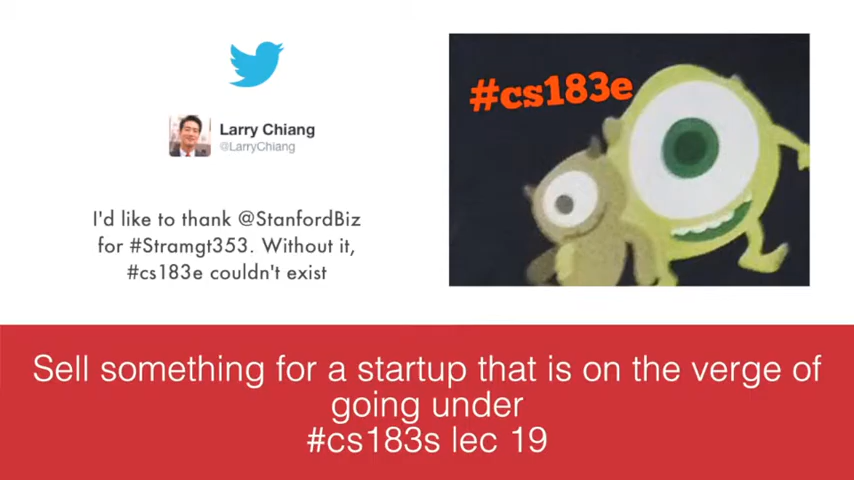 #cs183e
Larry Chiang
@LarryChiang
I'd like to thank @StanfordBiz
for #Stramgt353. Without it,
#cs183e couldn't exist
Sell something for a startup that is on the verge of
going under
#cs183s lec 19